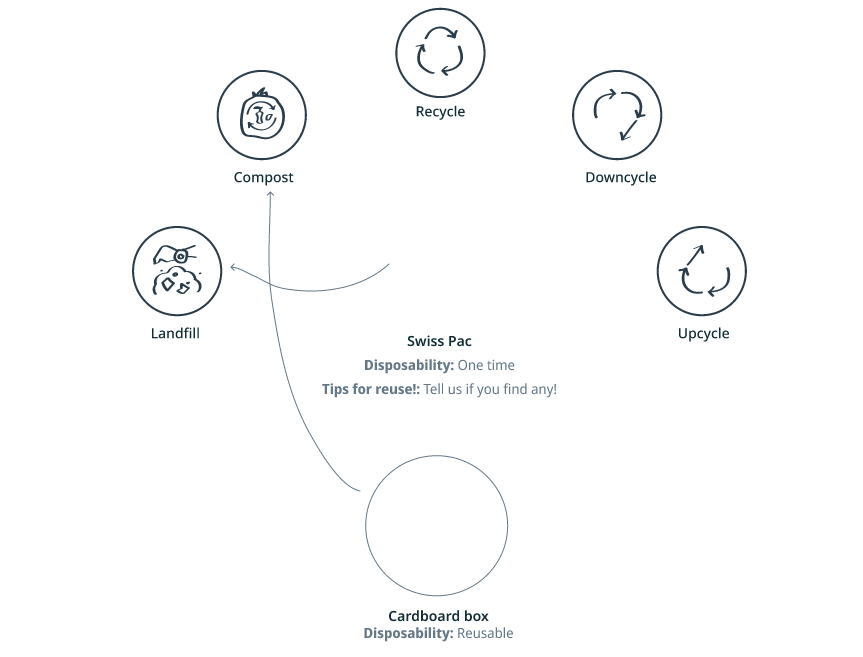 Recycle
Compost
Downcycle
Landfill
Upcycle
Swiss Pac
Disposability: One time
Tips for reuse!: Tell us if you find any!
Cardboard box
Disposability: Reusable